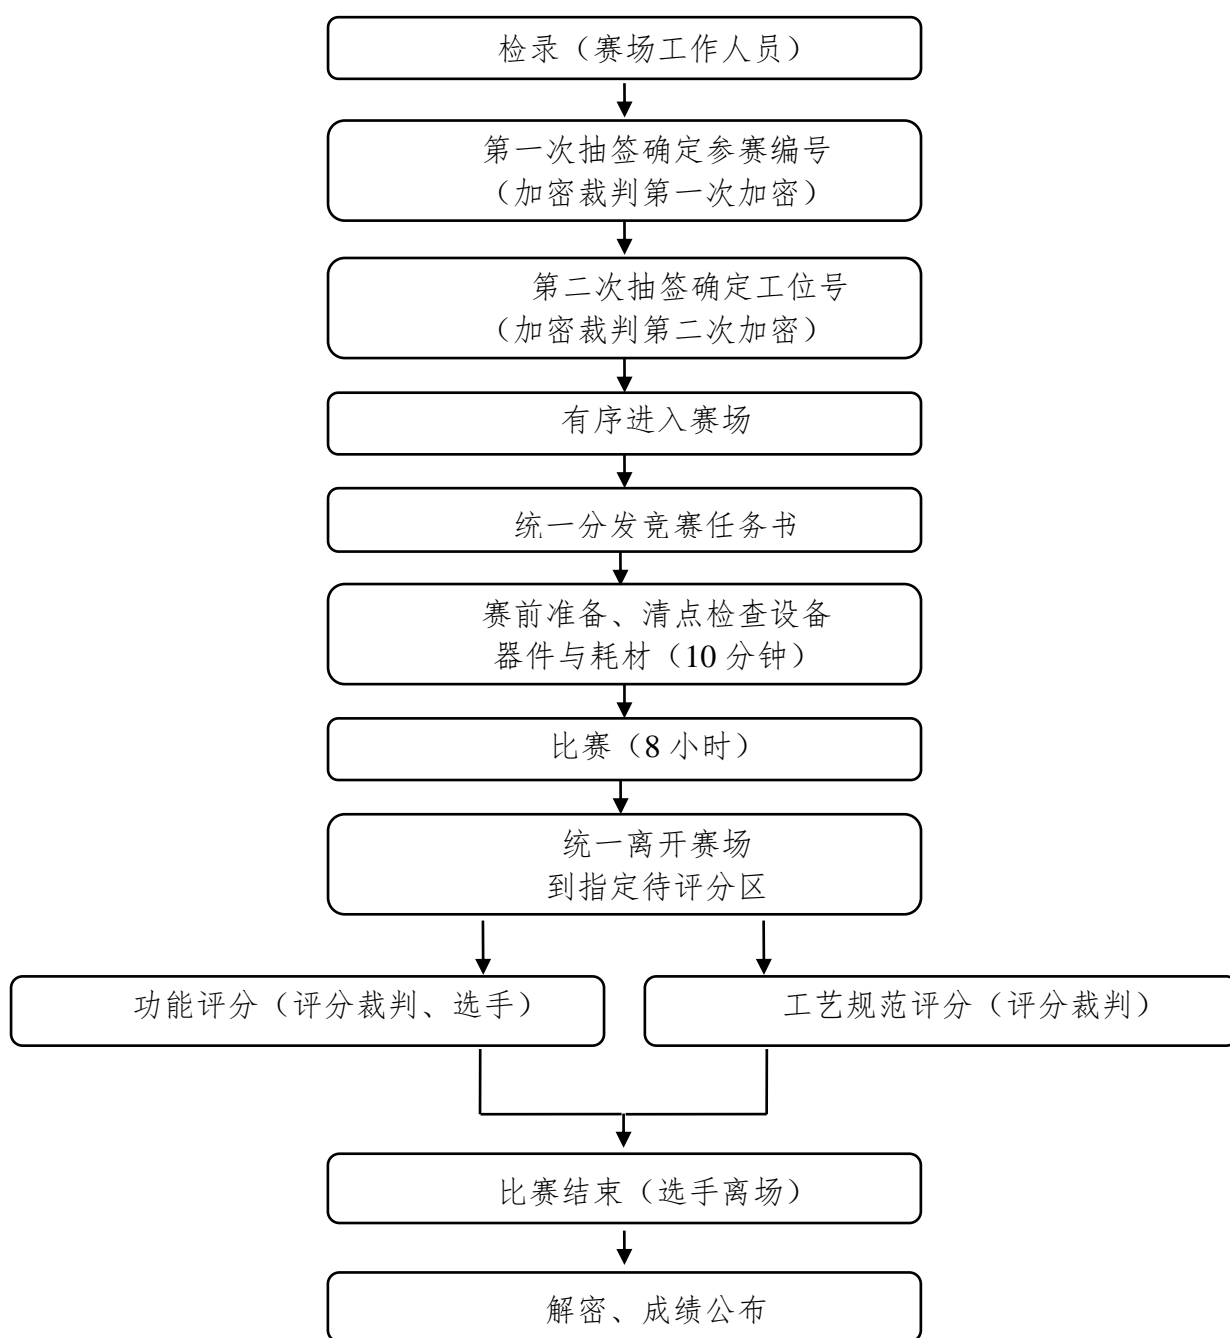 检录（赛场工作人员）
第一次抽签确定参赛编号
（加密裁判第一次加密）
第二次抽签确定工位号
（加密裁判第二次加密）
有序进入赛场
统一分发竞赛任务书
赛前准备、清点检查设备
器件与耗材（10 分钟）
比赛（8 小时）
统一离开赛场
到指定待评分区
功能评分（评分裁判、选手）
工艺规范评分（评分裁判）
比赛结束（选手离场）
解密、成绩公布